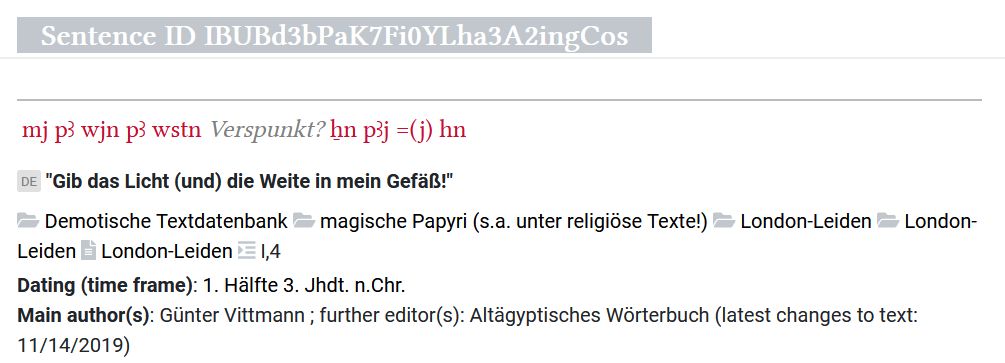 Sentence ID IBUBd3bPaK7Fi0YLha3A2ingCos
mj pꜣ wjn pꜣ wstn Verspunkt? ẖn pꜣj =(j) hn
DE "Gib das Licht (und) die Weite in mein Gefäß!"
Demotische Textdatenbank magische Papyri (s.a. unter religiöse Texte!) London-Leiden London-
Leiden London-Leiden I,4
Dating (time frame): 1. Hälfte 3. Jhdt. n.Chr.
Main author(s): Günter Vittmann ; further editor(s): Altägyptisches Wörterbuch (latest changes to text:
11/14/2019)